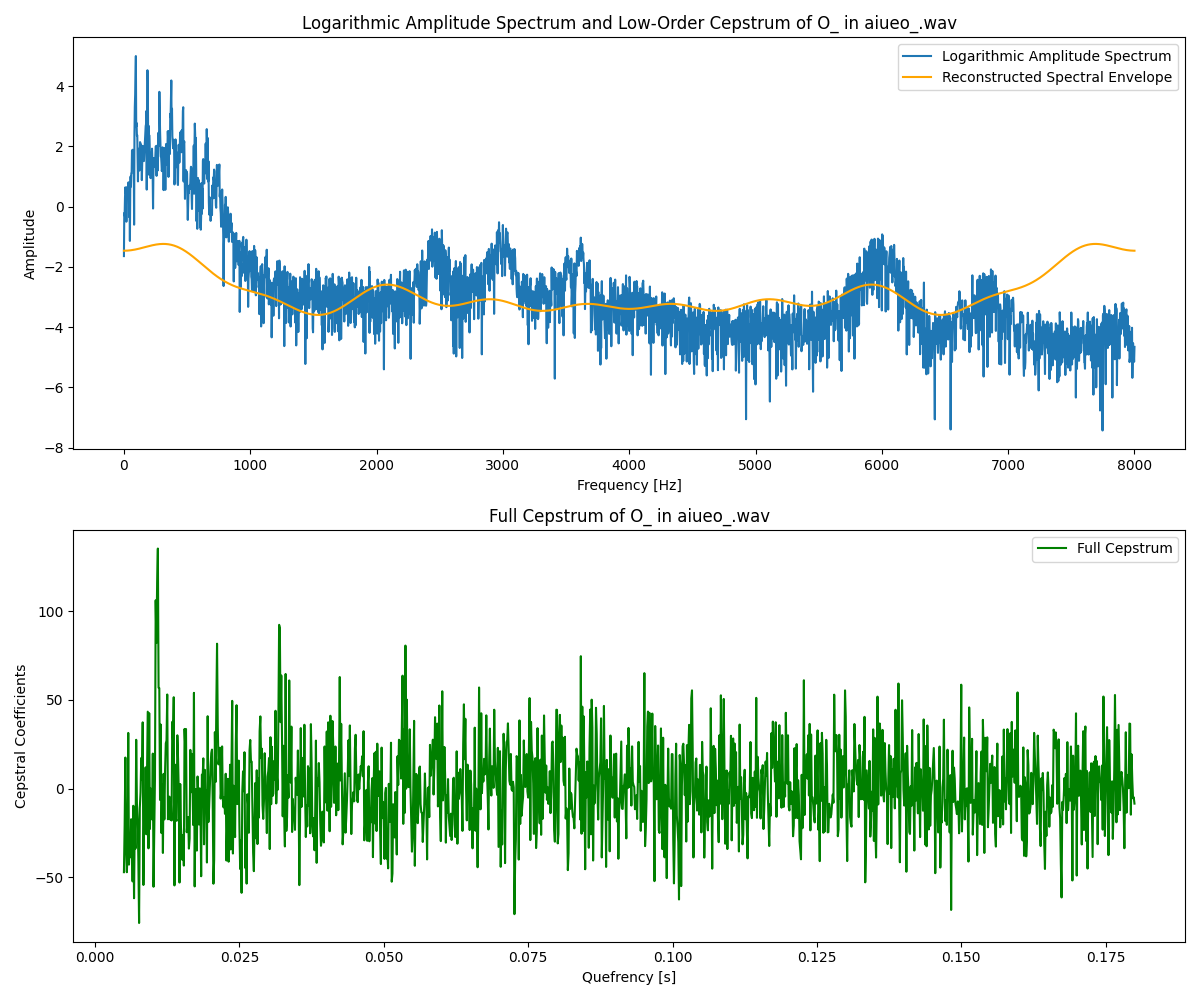 Logarithmic Amplitude Spectrum and Low-Order Cepstrum of O_ in aiueo_.wav
Logarithmic Amplitude Spectrum
Reconstructed Spectral Envelope
Amplitude
4
2
0
−2
−4
−6
−8
0 1000 2000 3000 4000 5000 6000 7000 8000
Frequency [Hz]
Full Cepstrum of O_ in aiueo_.wav
Full Cepstrum
Cepstral Coefficients
100
50
0
−50
0.000 0.025 0.050 0.075 0.100 0.125 0.150 0.175
Quefrency [s]